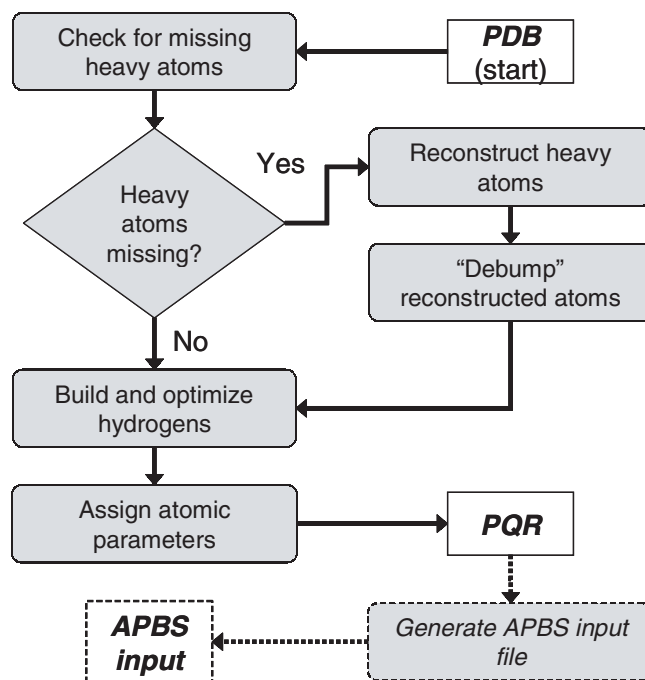 Check for missing
heavy atoms
PDB
(start)
Heavy
atoms
missing?
Yes
Reconstruct heavy
atoms
“Debump”
reconstructed atoms
No
Build and optimize
hydrogens
Assign atomic
parameters
PQR
Generate APBS input
file
APBS
input